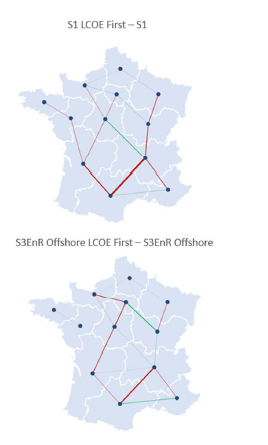 S1 LCOE First – S1
S3EnR Offshore LCOE First – S3EnR Offshore